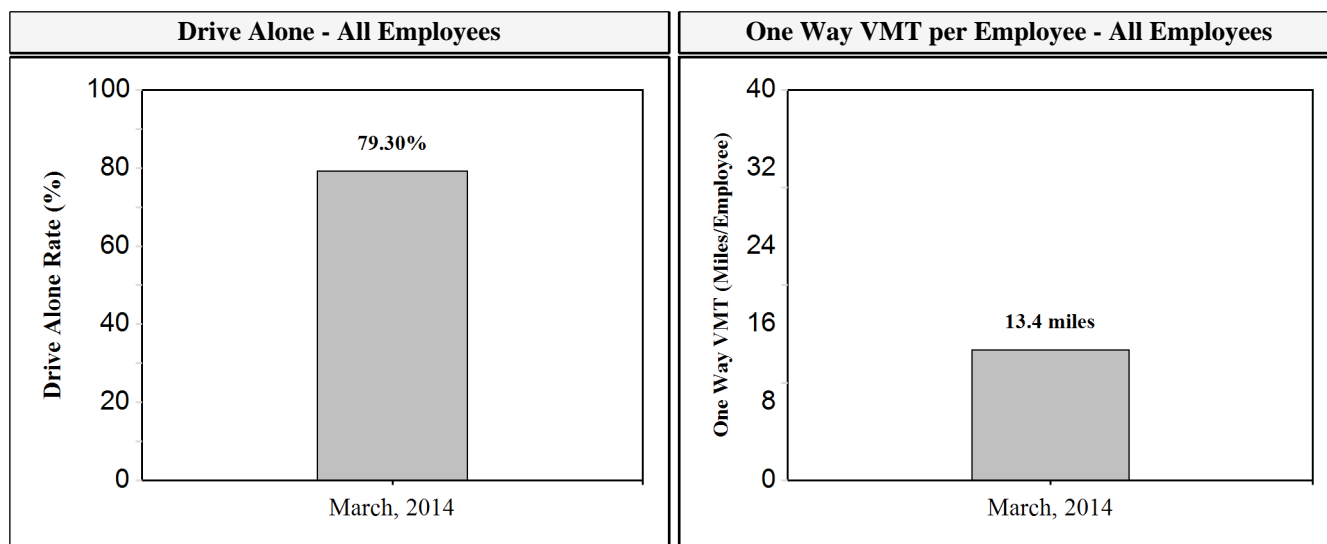 Drive Alone - All Employees
One Way VMT per Employee - All Employees
Drive Alone Rate (%)
100
80
60
40
20
0
79.30%
March, 2014
One Way VMT (Miles/Employee)
40
32
24
16
8
0
13.4 miles
March, 2014